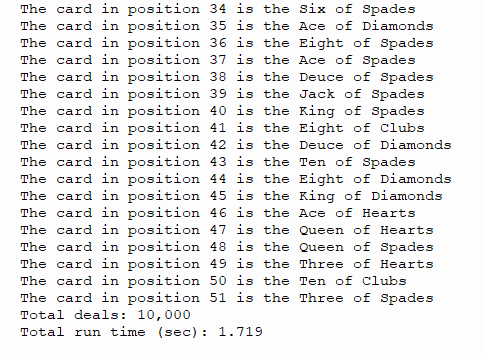 The card in position 34 is the Six of Spades
The card in position 35 is the Ace of Diamonds
The card in position 36 is the Eight of Spades
The card in position 37 is the Ace of Spades
The card in position 38 is the Deuce of Spades
The card in position 39 is the Jack of Spades
The card in position 40 is the King of Spades
The card in position 41 is the Eight of Clubs
The card in position 42 is the Deuce of Diamonds
The card in position 43 is the Ten of Spades
The card in position 44 is the Eight of Diamonds
The card in position 45 is the King of Diamonds
The card in position 46 is the Ace of Hearts
The card in position 47 is the Queen of Hearts
The card in position 48 is the Queen of Spades
The card in position 49 is the Three of Hearts
The card in position 50 is the Ten of Clubs
The card in position 51 is the Three of Spades
Total deals: 10,000
Total run time (sec): 1.719